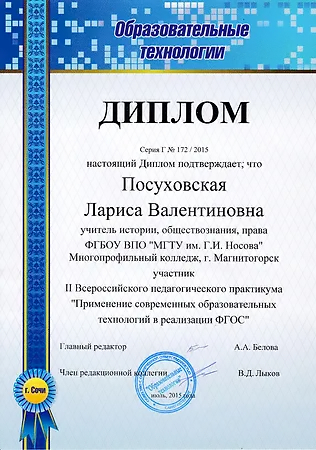 Образовательные
технологии
ДИПЛОМ
Серия Г № 172 / 2015
настоящий Диплом подтверждает, что
Посуховская
Лариса Валентиновна
учитель истории, обществознания, права
ФГБОУ ВПО "МГТУ им. Г.И. Носова"
Многопрофильный колледж, г. Магнитогорск
участник
II Всероссийского педагогического практикума
"Применение современных образовательных
технологий в реализации ФГОС"
Главный редактор А.А. Белова
Член редакционной коллегии В.Д. Лыков
"Образовательные
технологии"
июль, 2015 года
г. Сочи